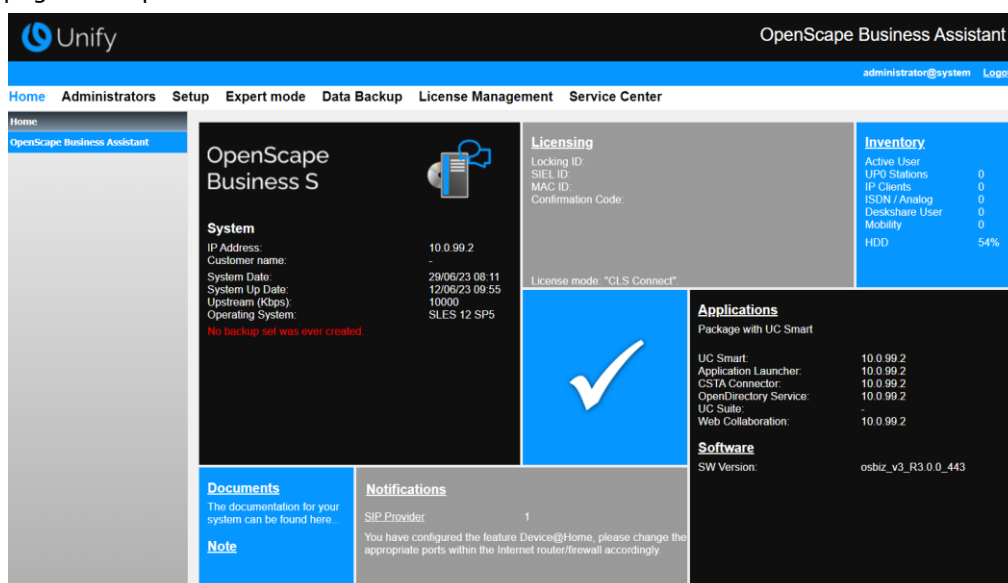 Unify
OpenScape Business Assistant
administrator@system
Home Administrators Setup Expert mode Data Backup License Management Service Center
Home
OpenScape Business Assistant
OpenScape
Business S
System
IP Address: 10.0.99.2
Customer name: -
System Date: 29/06/23 08:11
System Up Date: 12/06/23 09:55
Upstream (Kbps): 10000
Operating System: SLES 12 SP5
No backup set was ever created.
Licensing
Locking ID:
SIEL ID:
MAC ID:
Confirmation Code:
License mode: "CLS Connect".
Inventory
Active User
UP0 Stations 0
IP Clients 0
ISDN / Analog 0
Deskshare User 0
Mobility 0
HDD 54%
Applications
Package with UC Smart
UC Smart: 10.0.99.2
Application Launcher: 10.0.99.2
CSTA Connector: 10.0.99.2
OpenDirectory Service: 10.0.99.2
UC Suite: -
Web Collaboration: 10.0.99.2
Software
SW Version: osbiz_v3_R3.0.0_443
Documents
The documentation for your
system can be found here...
Note
Notifications
SIP Provider 1
You have configured the feature Device@Home, please change the
appropriate ports within the Internet router/firewall accordingly.